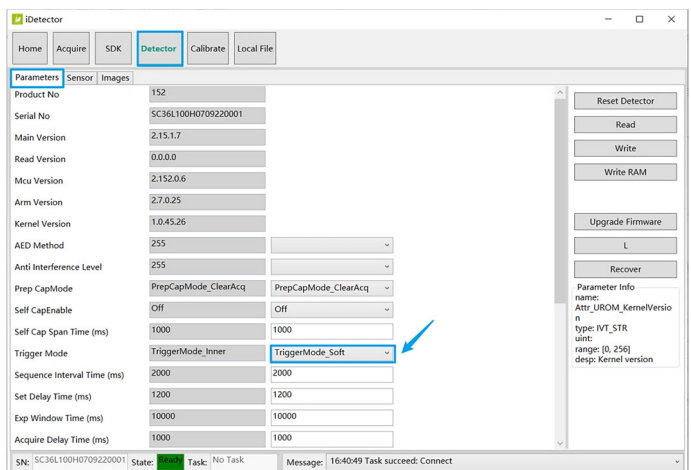 iDetector
Home Acquire SDK Detector Calibrate Local File
Parameters Sensor Images
Product No 152
Serial No SC36L100H0709220001
Main Version 2.15.1.7
Read Version 0.0.0.0
Mcu Version 2.152.0.6
Arm Version 2.7.0.25
Kernel Version 1.0.45.26
AED Method 255
Anti Interference Level 255
Prep CapMode PrepCapMode_ClearAcq PrepCapMode_ClearAcq
Self CapEnable Off Off
Self Cap Span Time (ms) 1000 1000
Trigger Mode TriggerMode_Inner TriggerMode_Soft
Sequence Interval Time (ms) 2000 2000
Set Delay Time (ms) 1200 1200
Exp Window Time (ms) 10000 10000
Acquire Delay Time (ms) 1000 1000
Reset Detector
Read
Write
Write RAM
Upgrade Firmware
L
Recover
Parameter Info
name:
Attr_UROM_KernelVersio
n
type: IVT_STR
uint:
range: [0, 256]
desp: Kernel version
SN: SC36L100H0709220001 State: Ready Task: No Task Message: 16:40:49 Task succeed: Connect